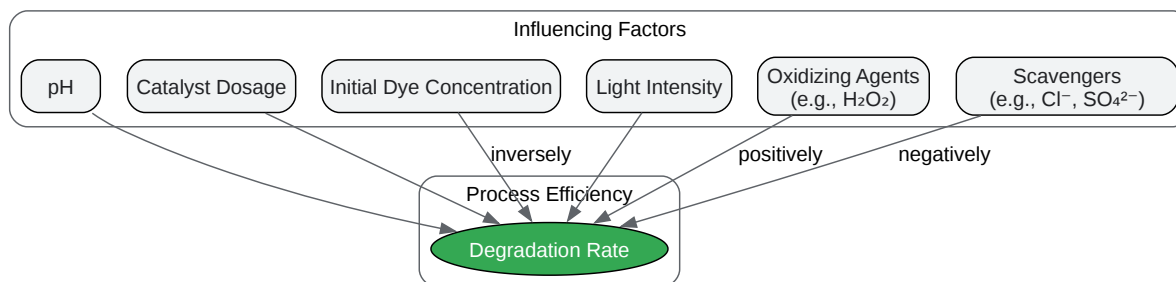 Influencing Factors
pH
Catalyst Dosage
Initial Dye Concentration
Light Intensity
Oxidizing Agents
(e.g., H₂O₂)
Scavengers
(e.g., Cl⁻, SO₄²⁻)
inversely
positively
negatively
Process Efficiency
Degradation Rate